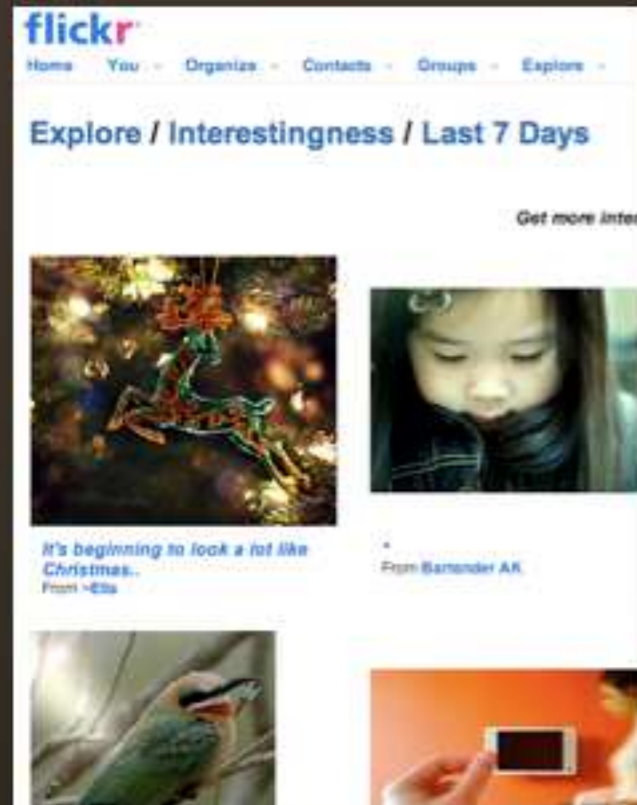 flickr
Home You Organize Contacts Groups Explore
Explore / Interestingness / Last 7 Days
Get more inter
It's beginning to look a lot like
Christmas..
From ~Ella
.
From Bartender AK